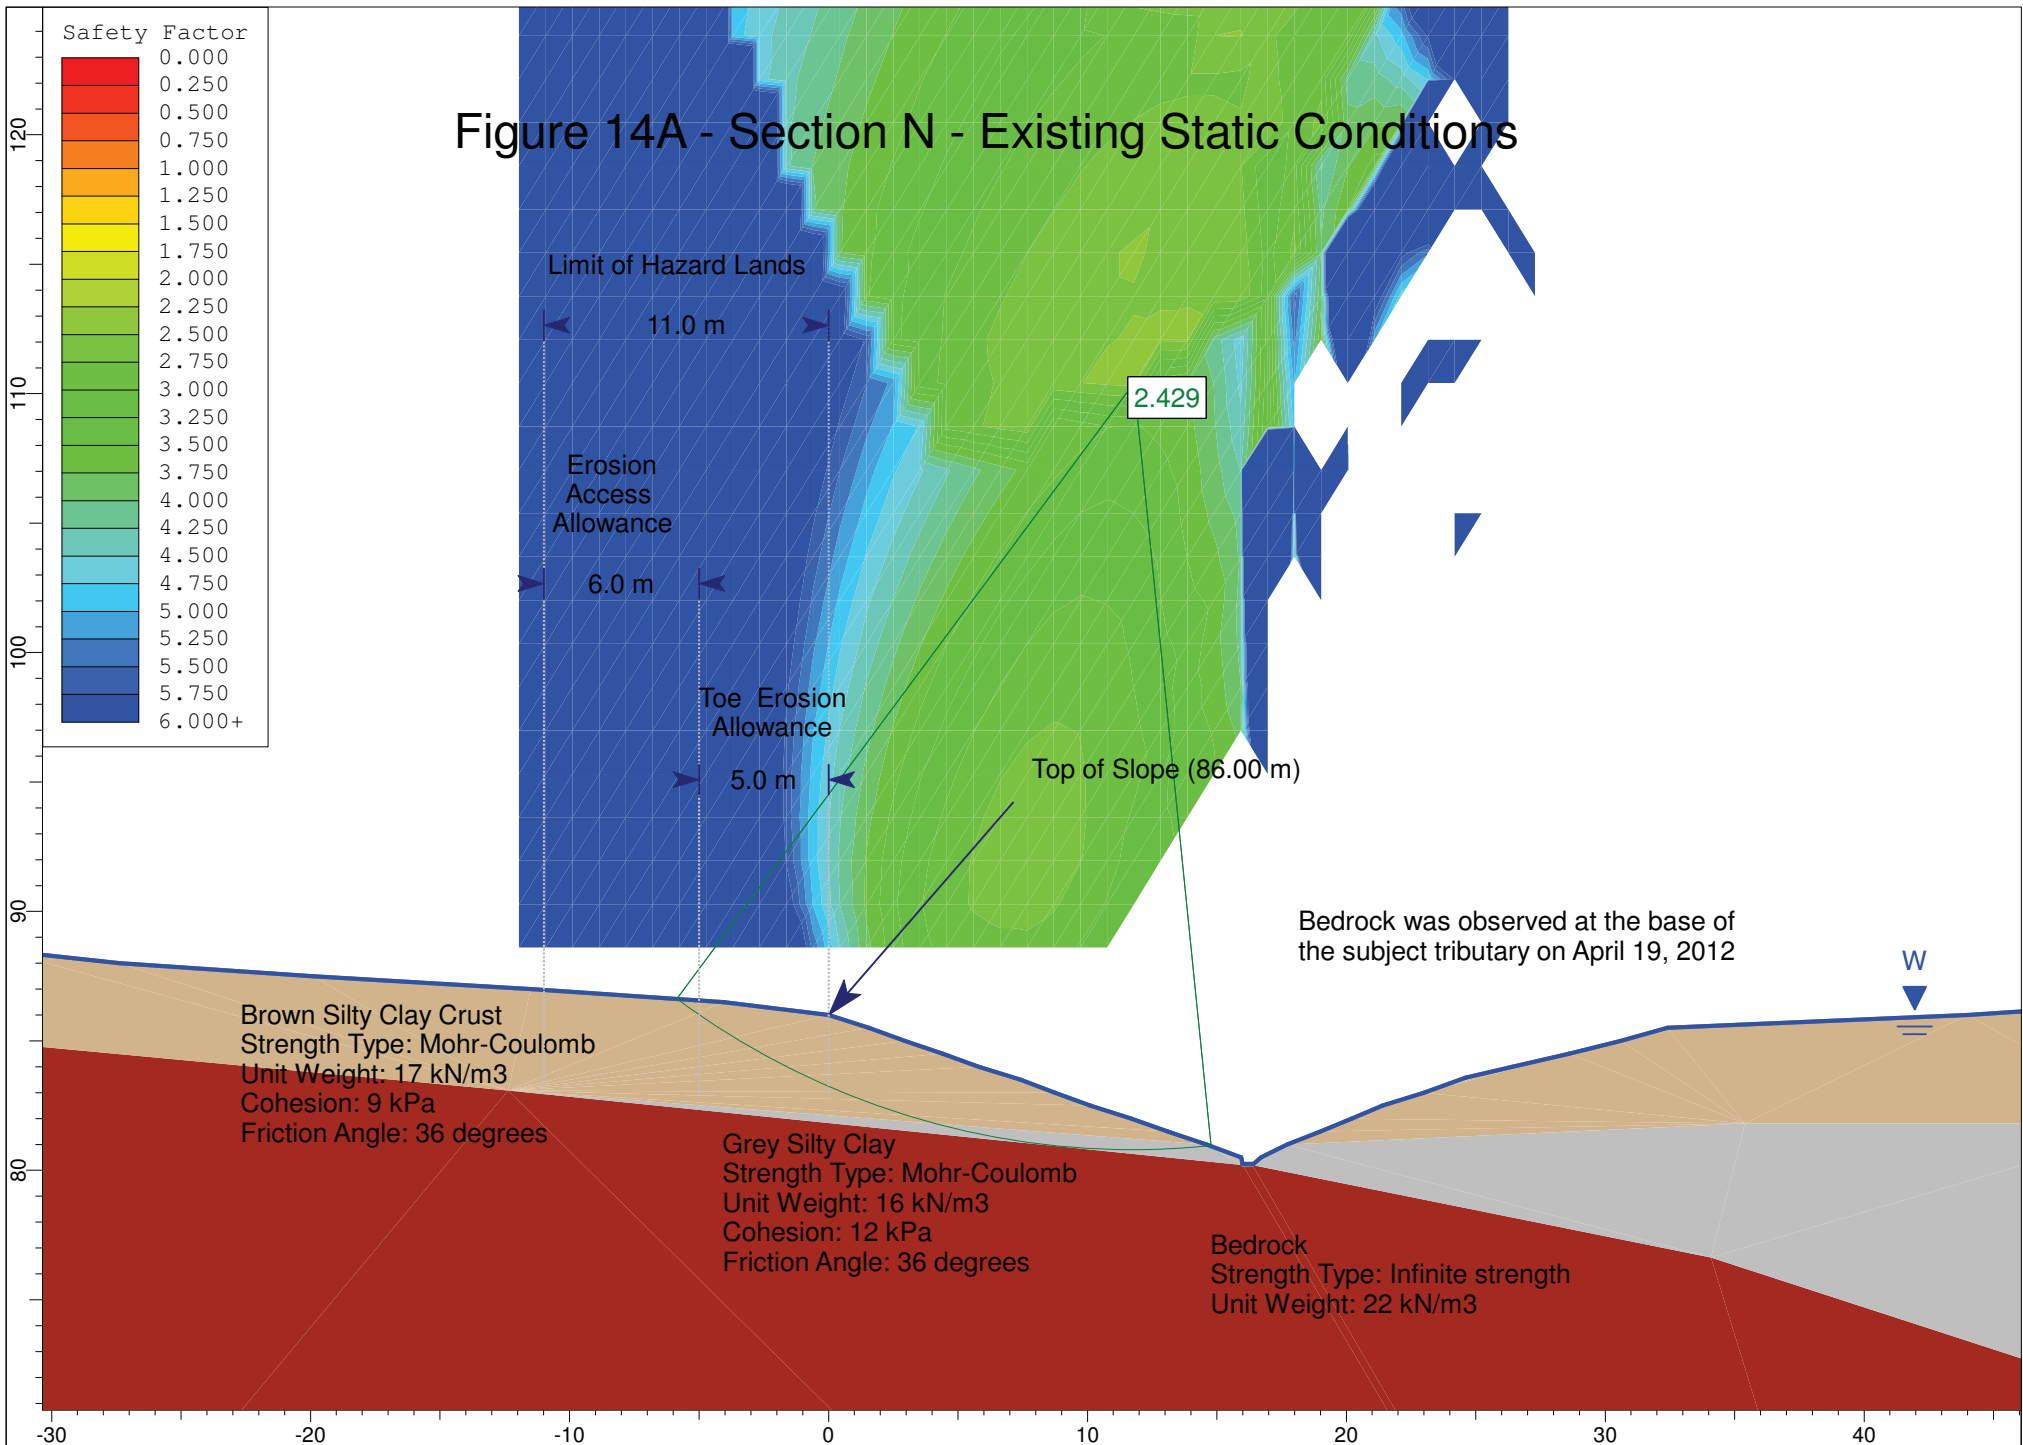 Safety Factor
0.000
0.250
0.500
0.750
1.000
1.250
1.500
1.750
2.000
2.250
2.500
2.750
3.000
3.250
3.500
3.750
4.000
4.250
4.500
4.750
5.000
5.250
5.500
5.750
6.000+
Figure 14A - Section N - Existing Static Conditions
Limit of Hazard Lands
11.0 m
2.429
Erosion
Access
Allowance
6.0 m
Toe Erosion
Allowance
5.0 m
Top of Slope (86.00 m)
Bedrock was observed at the base of
the subject tributary on April 19, 2012
W
Brown Silty Clay Crust
Strength Type: Mohr-Coulomb
Unit Weight: 17 kN/m3
Cohesion: 9 kPa
Friction Angle: 36 degrees
Grey Silty Clay
Strength Type: Mohr-Coulomb
Unit Weight: 16 kN/m3
Cohesion: 12 kPa
Friction Angle: 36 degrees
Bedrock
Strength Type: Infinite strength
Unit Weight: 22 kN/m3
120
110
100
90
80
-30
-20
-10
0
10
20
30
40